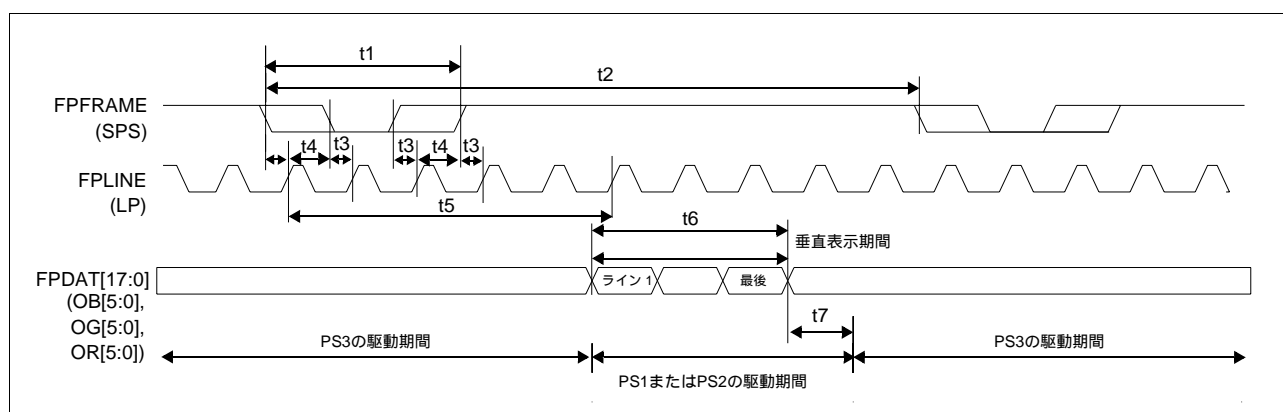 t1
t2
FPFRAME
(SPS)
t4 t3 t3 t4 t3
FPLINE
(LP)
t5
t6
垂直表示期間
FPDAT[17:0]
(OB[5:0],
OG[5:0],
OR[5:0])
ライン 1
最後
t7
PS3の駆動期間
PS3の駆動期間
PS1またはPS2の駆動期間